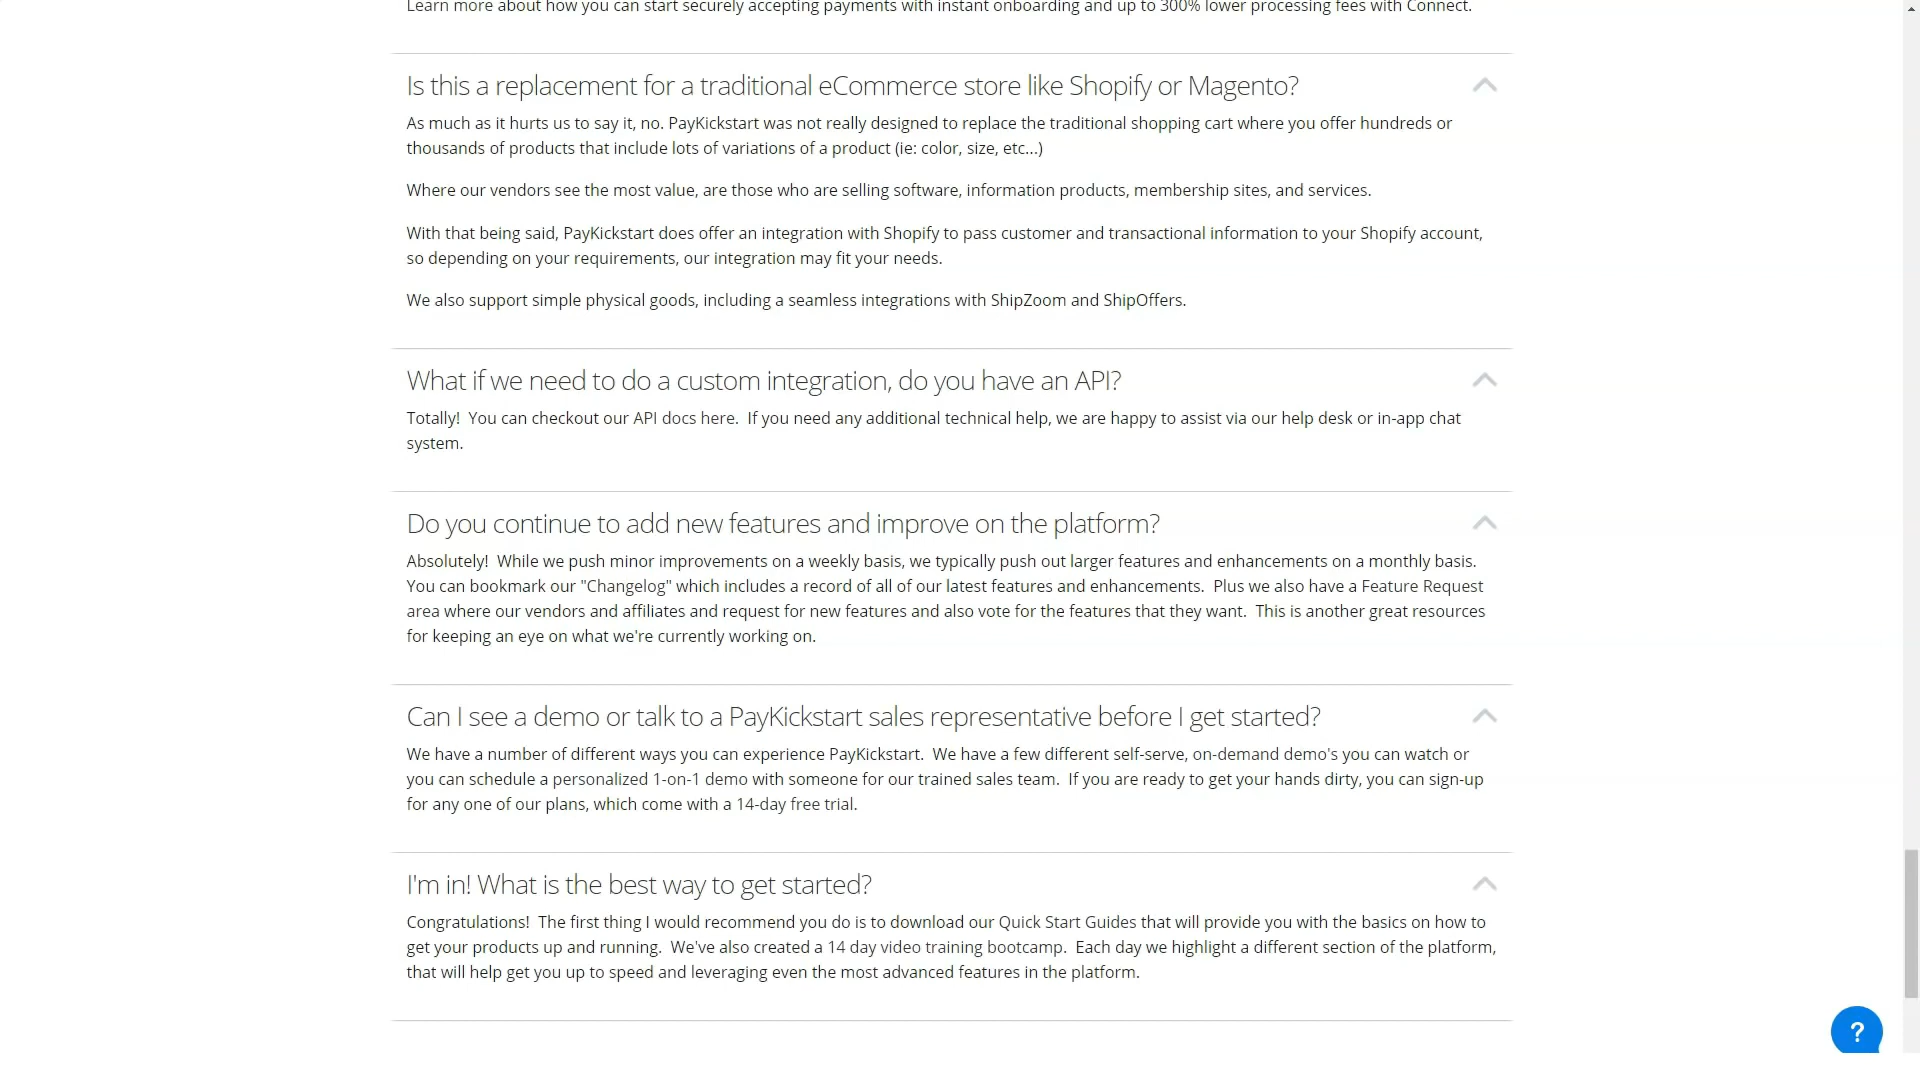 Learn more about how you can start securely accepting payments with instant onboarding and up to 300% lower processing fees with Connect.
Is this a replacement for a traditional eCommerce store like Shopify or Magento?
As much as it hurts us to say it, no. PayKickstart was not really designed to replace the traditional shopping cart where you offer hundreds or
thousands of products that include lots of variations of a product (ie: color, size, etc...)
Where our vendors see the most value, are those who are selling software, information products, membership sites, and services.
With that being said, PayKickstart does offer an integration with Shopify to pass customer and transactional information to your Shopify account,
so depending on your requirements, our integration may fit your needs.
We also support simple physical goods, including a seamless integrations with ShipZoom and ShipOffers.
What if we need to do a custom integration, do you have an API?
Totally!  You can checkout our API docs here.  If you need any additional technical help, we are happy to assist via our help desk or in-app chat
system.
Do you continue to add new features and improve on the platform?
Absolutely!  While we push minor improvements on a weekly basis, we typically push out larger features and enhancements on a monthly basis.
You can bookmark our "Changelog" which includes a record of all of our latest features and enhancements.  Plus we also have a Feature Request
area where our vendors and affiliates and request for new features and also vote for the features that they want.  This is another great resources
for keeping an eye on what we're currently working on.
Can I see a demo or talk to a PayKickstart sales representative before I get started?
We have a number of different ways you can experience PayKickstart.  We have a few different self-serve, on-demand demo's you can watch or
you can schedule a personalized 1-on-1 demo with someone for our trained sales team.  If you are ready to get your hands dirty, you can sign-up
for any one of our plans, which come with a 14-day free trial.
I'm in! What is the best way to get started?
Congratulations!  The first thing I would recommend you do is to download our Quick Start Guides that will provide you with the basics on how to
get your products up and running.  We've also created a 14 day video training bootcamp.  Each day we highlight a different section of the platform,
that will help get you up to speed and leveraging even the most advanced features in the platform.
?